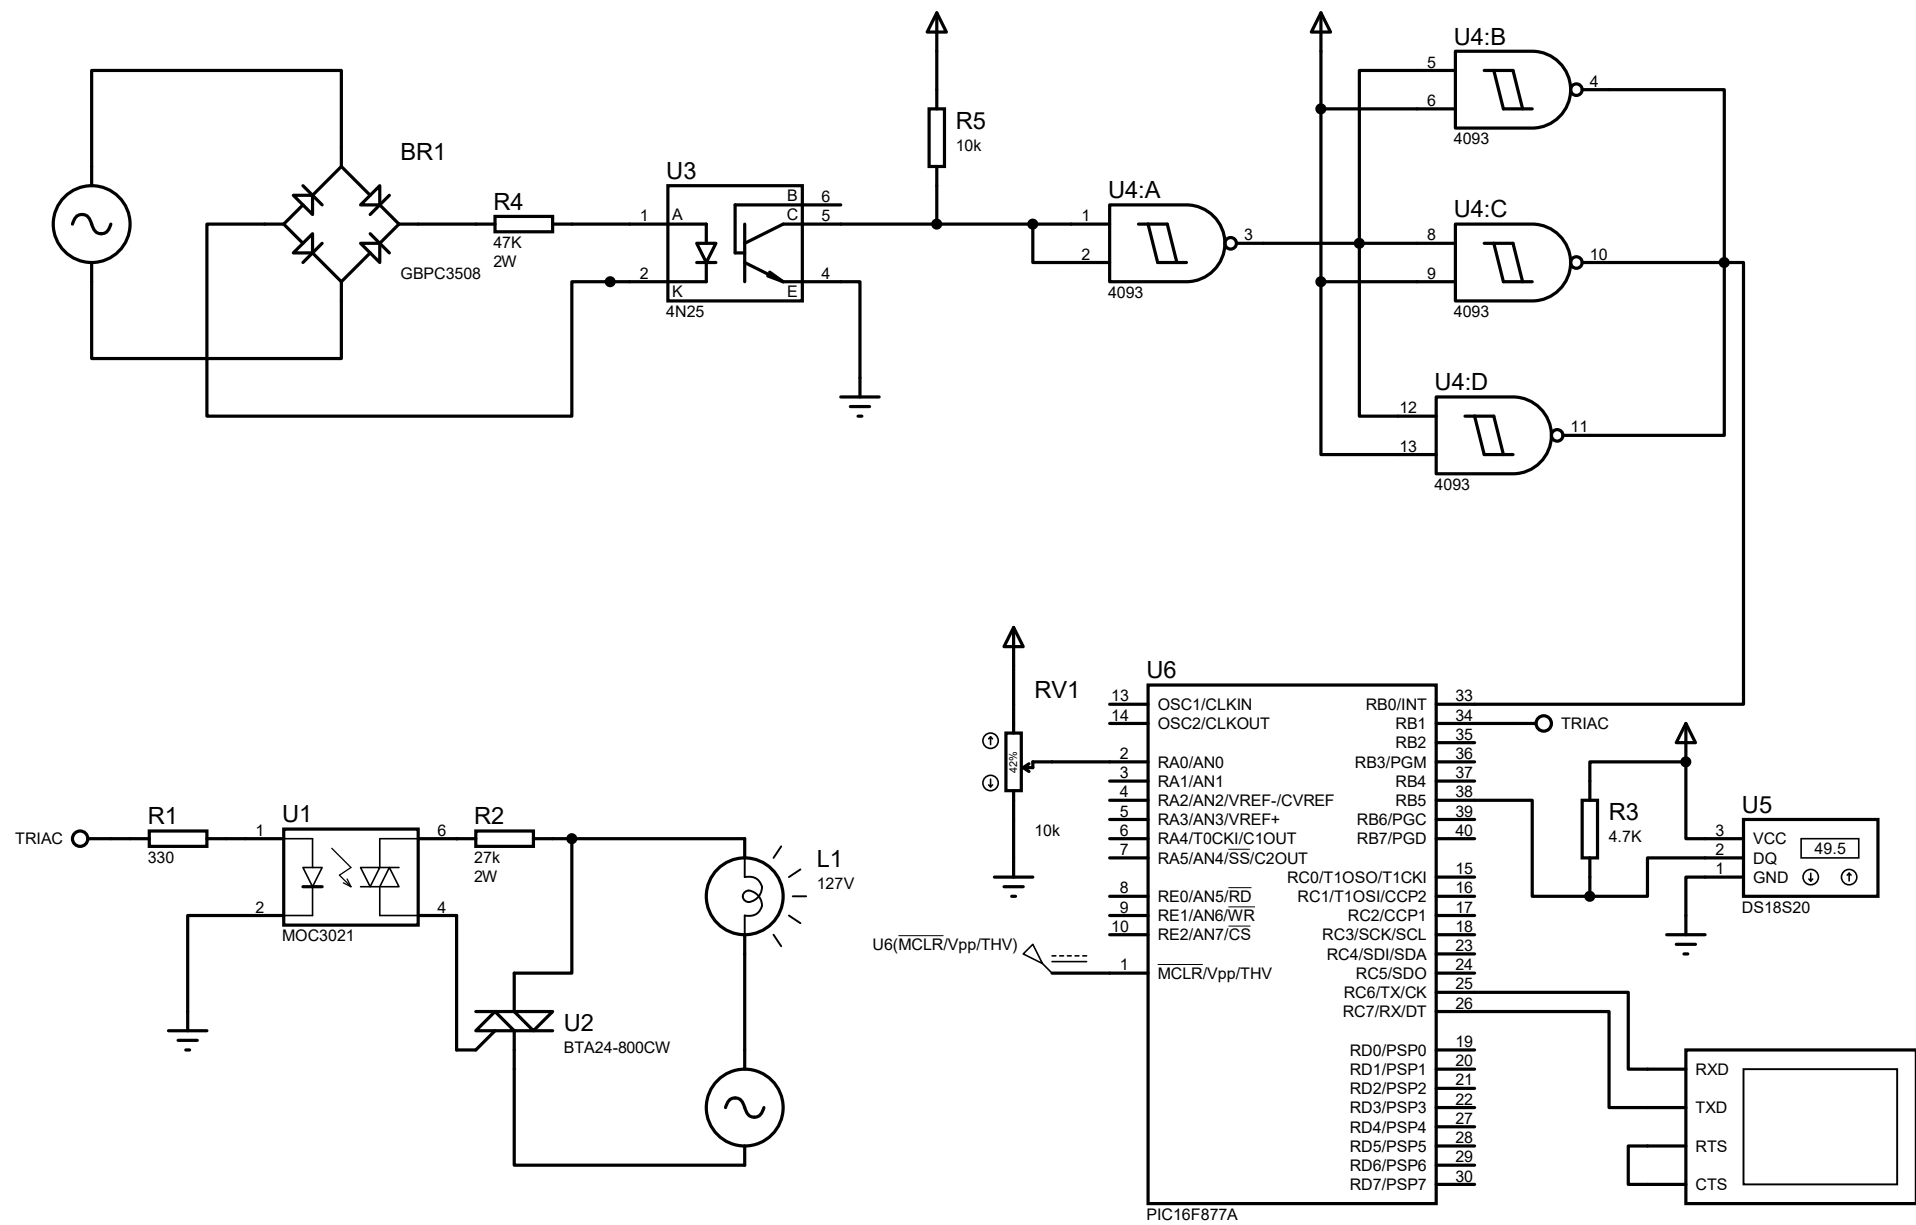 BR1
GBPC3508
R4
47K
2W
U3
1
A
2
K
B
6
C
5
4
E
4N25
R5
10k
U4:A
1
2
3
4093
U4:B
5
6
4
4093
U4:C
8
9
10
4093
U4:D
12
13
11
4093
TRIAC
R1
330
U1
1
2
6
4
MOC3021
R2
27k
2W
L1
127V
U2
BTA24-800CW
RV1
42%
10k
U6(MCLR/Vpp/THV)
U6
13 OSC1/CLKIN
14 OSC2/CLKOUT
2 RA0/AN0
3 RA1/AN1
4 RA2/AN2/VREF-/CVREF
5 RA3/AN3/VREF+
6 RA4/T0CKI/C1OUT
7 RA5/AN4/SS/C2OUT
8 RE0/AN5/RD
9 RE1/AN6/WR
10 RE2/AN7/CS
1 MCLR/Vpp/THV
RB0/INT 33
RB1 34
RB2 35
RB3/PGM 36
RB4 37
RB5 38
RB6/PGC 39
RB7/PGD 40
RC0/T1OSO/T1CKI 15
RC1/T1OSI/CCP2 16
RC2/CCP1 17
RC3/SCK/SCL 18
RC4/SDI/SDA 23
RC5/SDO 24
RC6/TX/CK 25
RC7/RX/DT 26
RD0/PSP0 19
RD1/PSP1 20
RD2/PSP2 21
RD3/PSP3 22
RD4/PSP4 27
RD5/PSP5 28
RD6/PSP6 29
RD7/PSP7 30
PIC16F877A
TRIAC
R3
4.7K
U5
3 VCC
2 DQ
1 GND
49.5
DS18S20
RXD
TXD
RTS
CTS